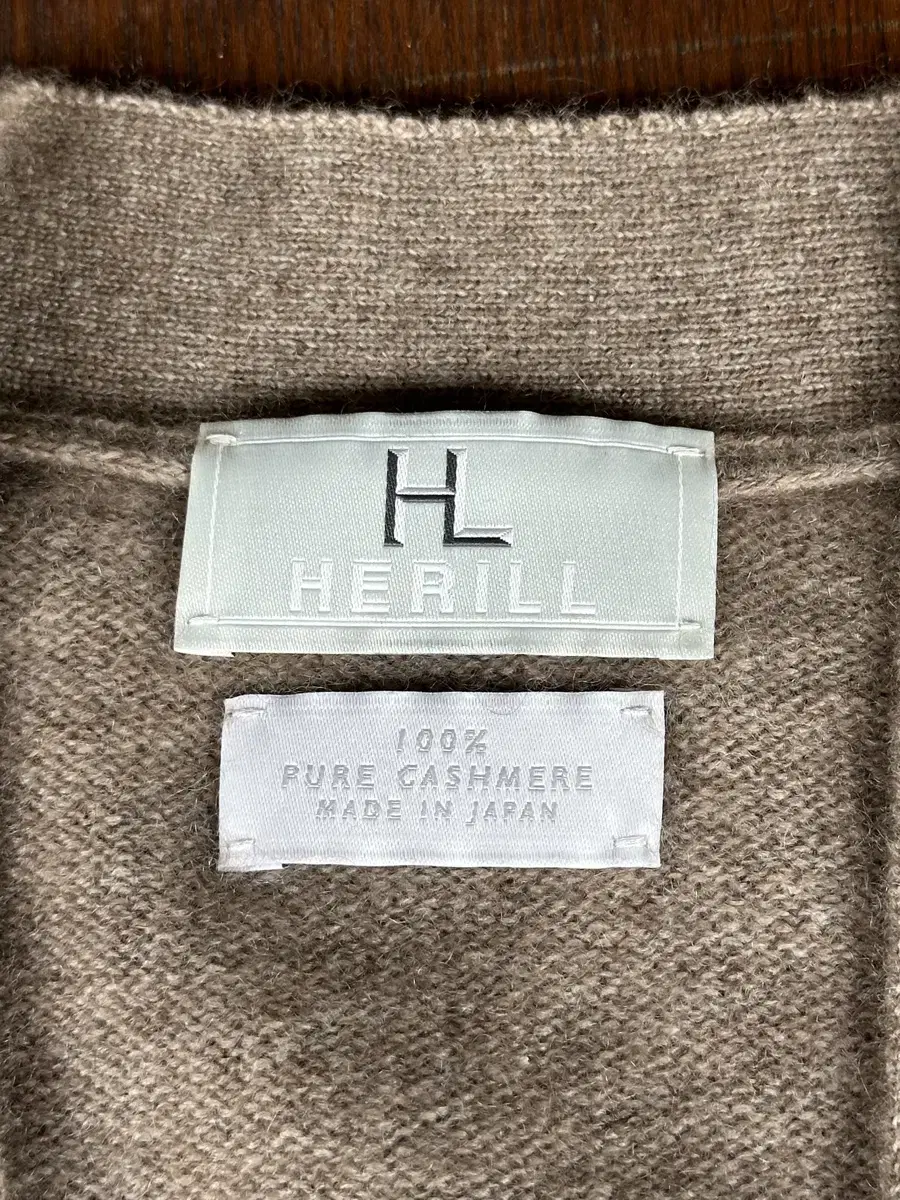 HL
HERILL
100%
PURE CASHMERE
MADE IN JAPAN